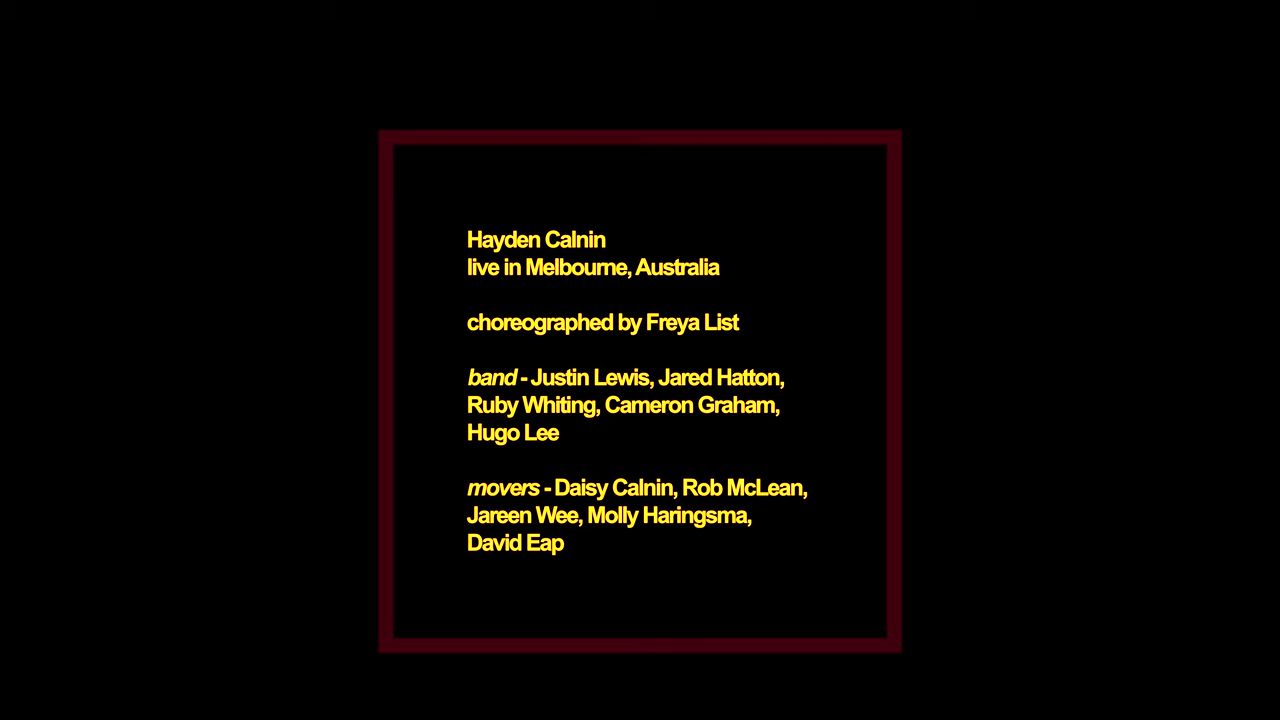 Hayden Calnin
live in Melbourne, Australia
choreographed by Freya List
band - Justin Lewis, Jared Hatton,
Ruby Whiting, Cameron Graham,
Hugo Lee
movers - Daisy Calnin, Rob McLean,
Jareen Wee, Molly Haringsma,
David Eap